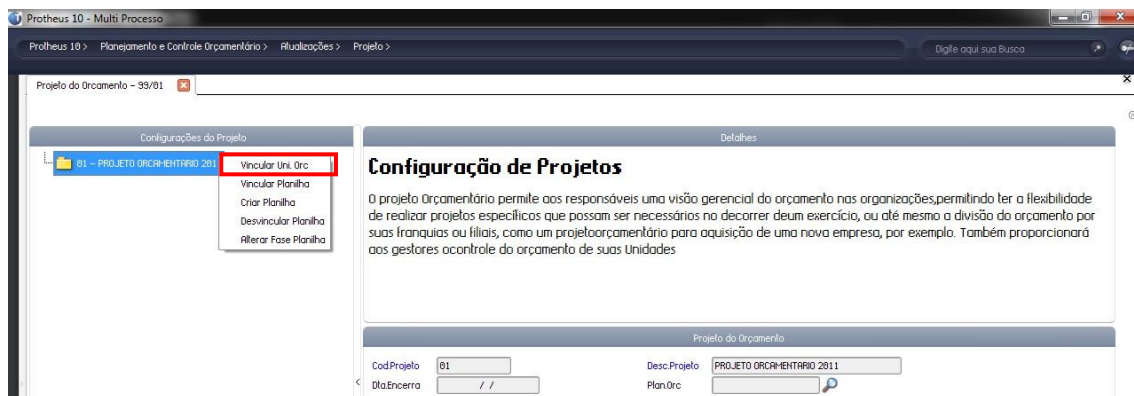 Protheus 10 - Multi Processo
Protheus 10 > Planejamento e Controle Orçamentário > Atualizações > Projeto >
Digite aqui sua Busca
Projeto do Orcamento - 99/01
Configurações do Projeto
Detalhes
01 - PROJETO ORCAMENTARIO 201
Vincular Uni. Orc
Vincular Planilha
Criar Planilha
Desvincular Planilha
Alterar Fase Planilha
Configuração de Projetos
O projeto Orçamentário permite aos responsáveis uma visão gerencial do orçamento nas organizações,permitindo ter a flexibilidade
de realizar projetos específicos que possam ser necessários no decorrer deum exercício, ou até mesmo a divisão do orçamento por
suas franquias ou filiais, como um projetoorçamentário para aquisição de uma nova empresa, por exemplo. Também proporcionará
aos gestores ocontrole do orçamento de suas Unidades
Projeto do Orçamento
Cod.Projeto 01 Desc.Projeto PROJETO ORCAMENTARIO 2011
Dta.Encerra / / Plan.Orc